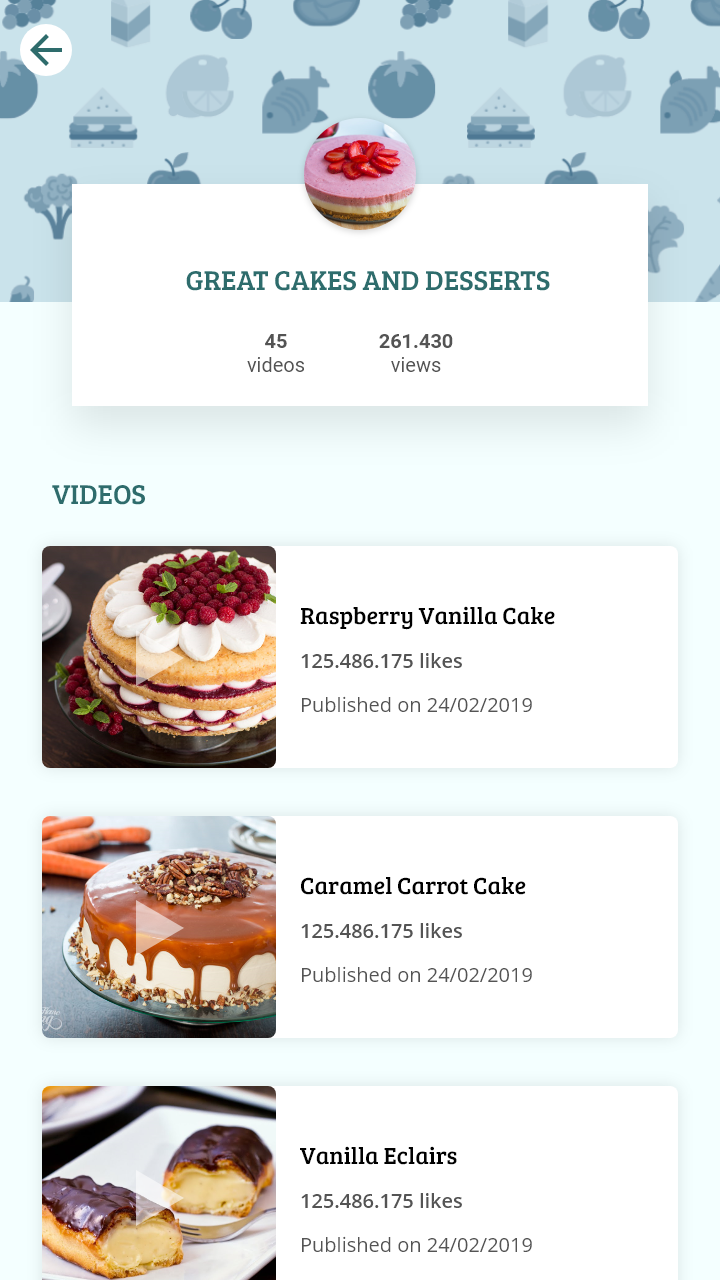 GREAT CAKES AND DESSERTS
45
videos
261.430
views
VIDEOS
Raspberry Vanilla Cake
125.486.175 likes
Published on 24/02/2019
Caramel Carrot Cake
125.486.175 likes
Published on 24/02/2019
Vanilla Eclairs
125.486.175 likes
Published on 24/02/2019